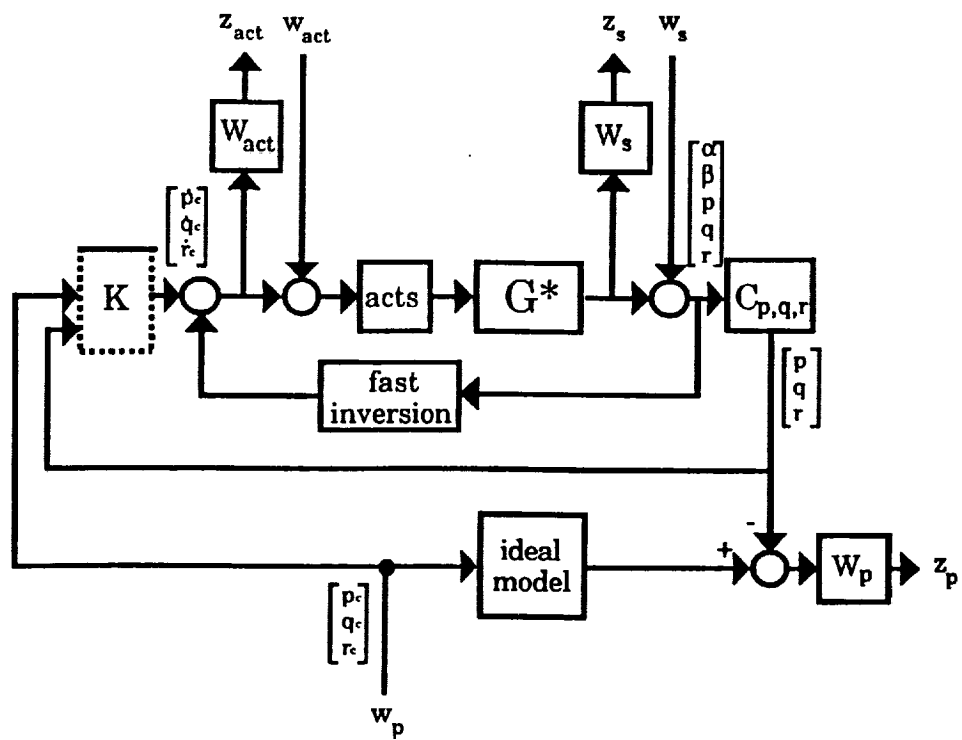 z_act w_act z_s w_s
W_act W_s
[α
β
p
q
r]
[ṗ_c
q̇_c
ṙ_c]
K acts G* C_p,q,r
fast
inversion
[p
q
r]
ideal
model
+ -
W_p z_p
[p_c
q_c
r_c]
w_p